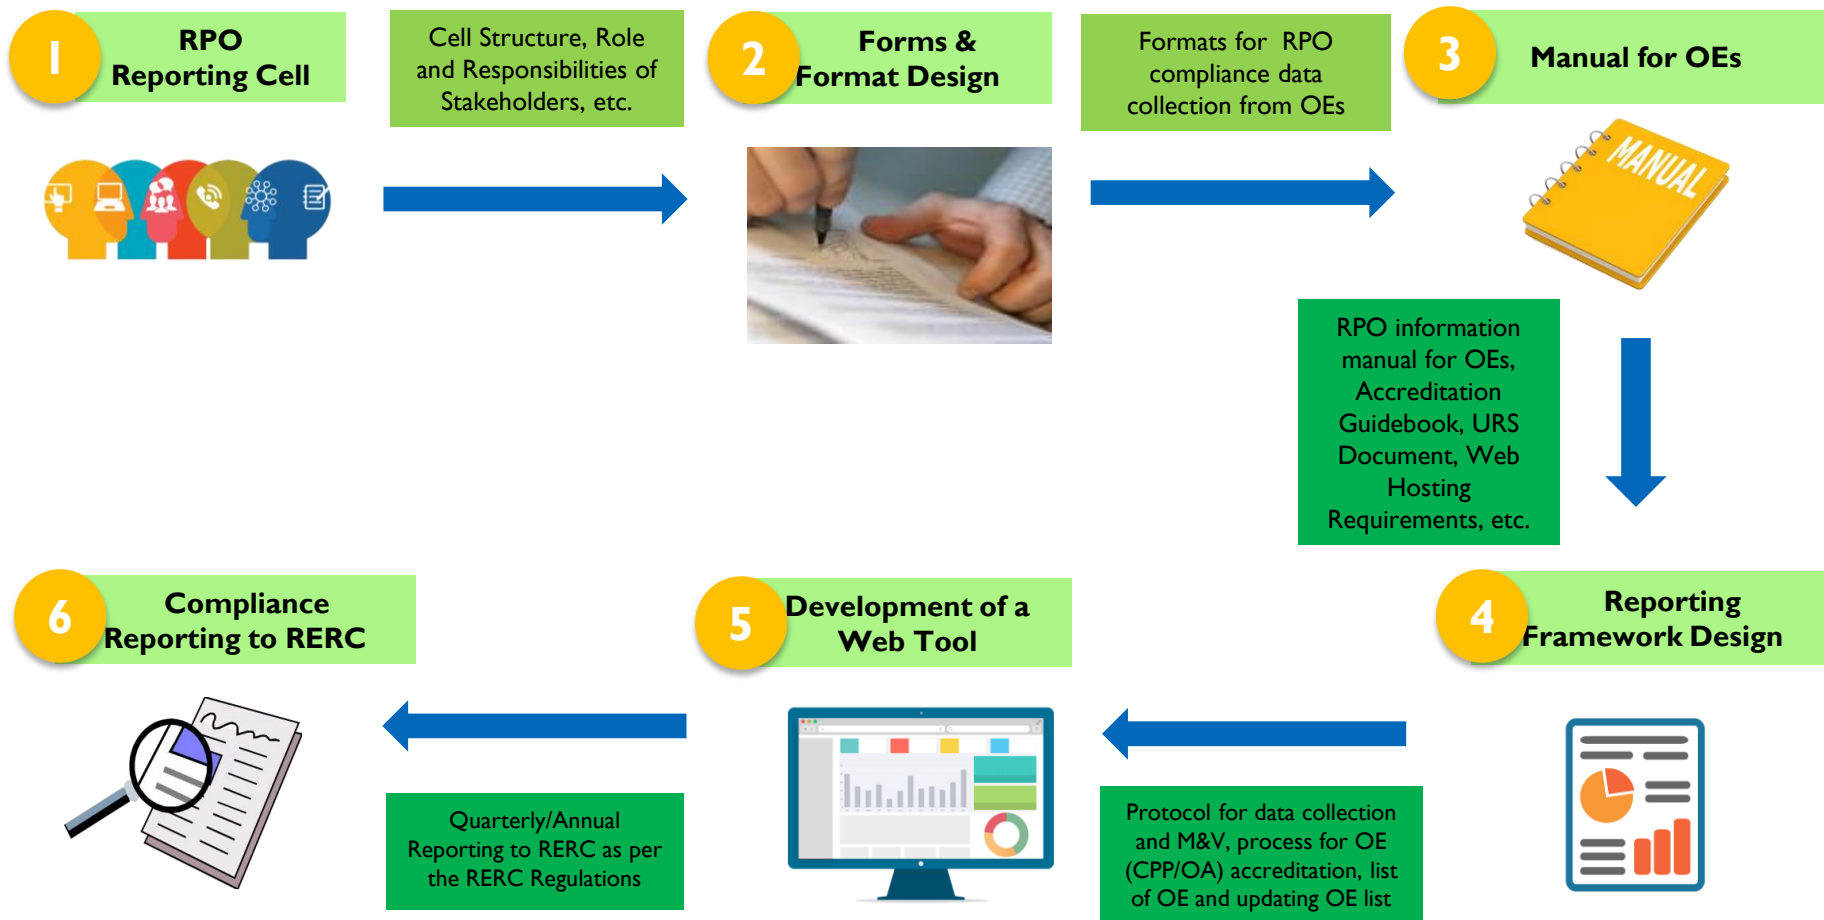 1
RPO
Reporting Cell
Cell Structure, Role
and Responsibilities of
Stakeholders, etc.
2
Forms &
Format Design
Formats for RPO
compliance data
collection from OEs
3
Manual for OEs
MANUAL
RPO information
manual for OEs,
Accreditation
Guidebook, URS
Document, Web
Hosting
Requirements, etc.
4
Reporting
Framework Design
Protocol for data collection
and M&V, process for OE
(CPP/OA) accreditation, list
of OE and updating OE list
5
Development of a
Web Tool
Quarterly/Annual
Reporting to RERC as per
the RERC Regulations
6
Compliance
Reporting to RERC